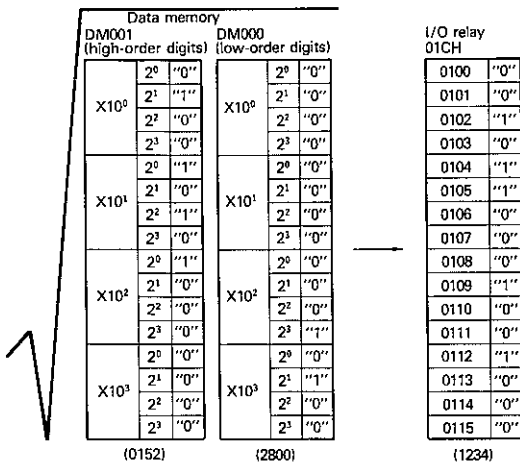 Data memory
DM001 DM000 I/O relay
(high-order digits) (low-order digits) 01CH
2⁰ "0" 2⁰ "0" 0100 "0"
2¹ "1" 2¹ "0" 0101 "0"
X10⁰ X10⁰
2² "0" 2² "0" 0102 "1"
2³ "0" 2³ "0" 0103 "0"
2⁰ "1" 2⁰ "0" 0104 "1"
2¹ "0" 2¹ "0" 0105 "1"
X10¹ X10¹
2² "1" 2² "0" 0106 "0"
2³ "0" 2³ "0" 0107 "0"
2⁰ "1" 2⁰ "0" 0108 "0"
2¹ "0" 2¹ "0" 0109 "1"
X10² X10²
2² "0" 2² "0" 0110 "0"
2³ "0" 2³ "1" 0111 "0"
2⁰ "0" 2⁰ "0" 0112 "1"
2¹ "0" 2¹ "1" 0113 "0"
X10³ X10³
2² "0" 2² "0" 0114 "0"
2³ "0" 2³ "0" 0115 "0"
(0152) (2800) (1234)